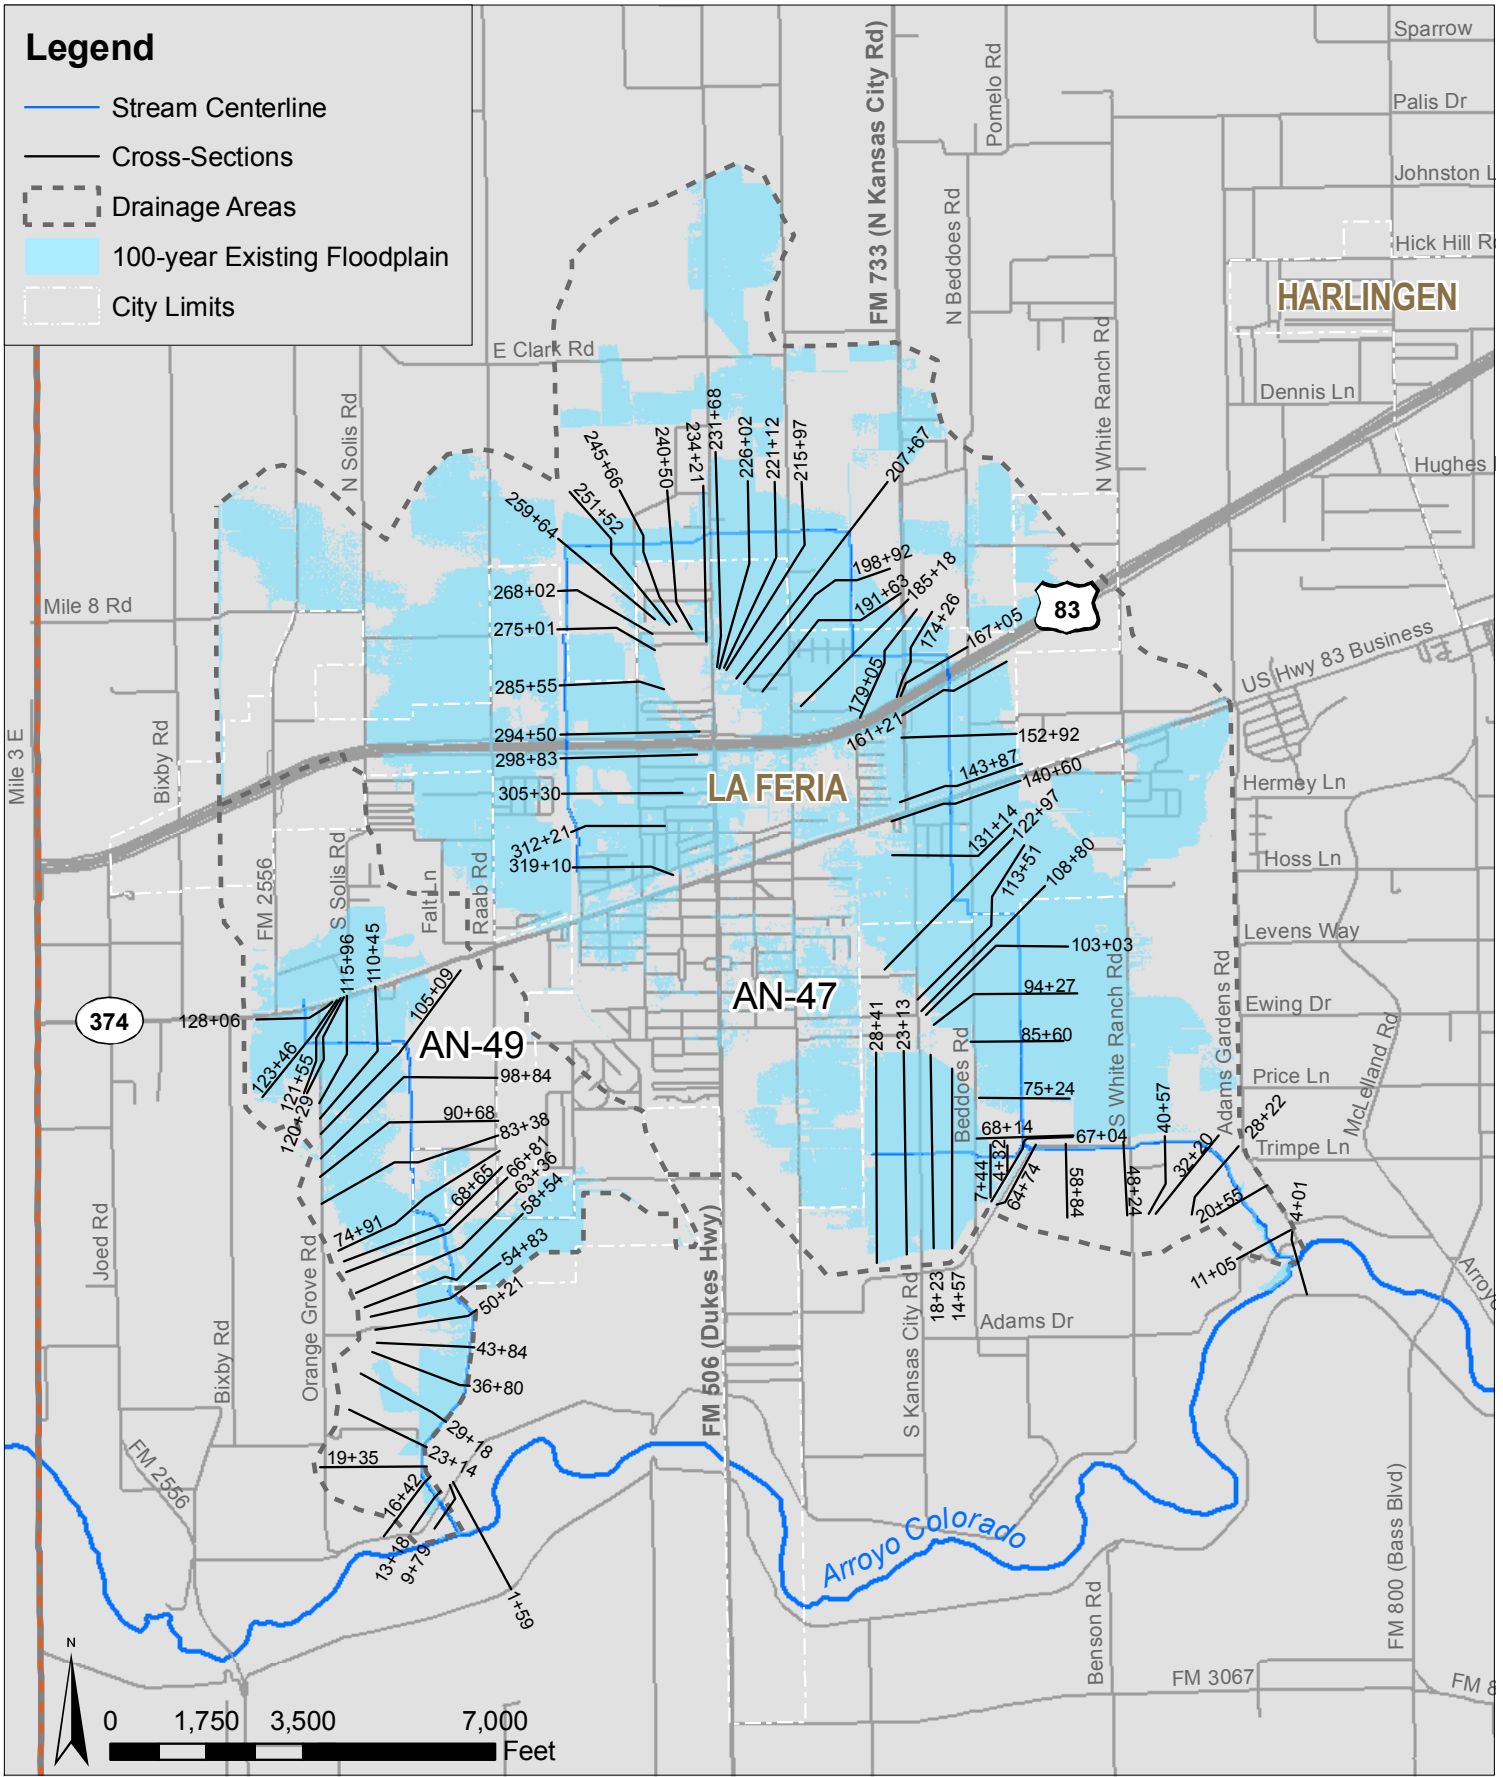 Legend
Stream Centerline
Cross-Sections
Drainage Areas
100-year Existing Floodplain
City Limits
Sparrow
Palis Dr
Johnston L
Hick Hill R
HARLINGEN
Dennis Ln
Hughes
FM 733 (N Kansas City Rd)
Pomelo Rd
N Beddoes Rd
N White Ranch Rd
E Clark Rd
N Solis Rd
245+66
240+50
234+21
231+68
226+02
221+12
215+97
207+67
259+64
251+52
268+02
275+01
285+55
294+50
298+83
305+30
312+21
319+10
198+92
191+63
185+18
174+26
179+05
167+05
161+21
152+92
143+87
140+60
131+14
122+97
113+51
108+80
103+03
94+27
85+60
75+24
68+14
67+04
83
US Hwy 83 Business
Mile 8 Rd
Mile 3 E
Bixby Rd
LA FERIA
Hermey Ln
Hoss Ln
Levens Way
Ewing Dr
Price Ln
Trimpe Ln
McLelland Rd
Adams Gardens Rd
S White Ranch Rd
Beddoes Rd
FM 2556
S Solis Rd
Falt Ln
Raab Rd
374
AN-47
AN-49
128+06
123+46
121+55
120+29
115+96
110+45
105+09
98+84
90+68
83+38
74+91
68+65
66+81
63+36
58+54
54+83
50+21
43+84
36+80
29+18
23+14
19+35
16+42
13+18
9+79
1+59
28+41
23+13
18+23
14+57
7+44
4+32
64+74
58+84
48+24
40+57
32+20
28+22
20+55
11+05
4+01
Joed Rd
Bixby Rd
Orange Grove Rd
FM 2556
FM 506 (Dukes Hwy)
S Kansas City Rd
Adams Dr
Arroyo
Arroyo Colorado
Benson Rd
FM 3067
FM 800 (Bass Blvd)
FM 8
N
0
1,750
3,500
7,000
Feet